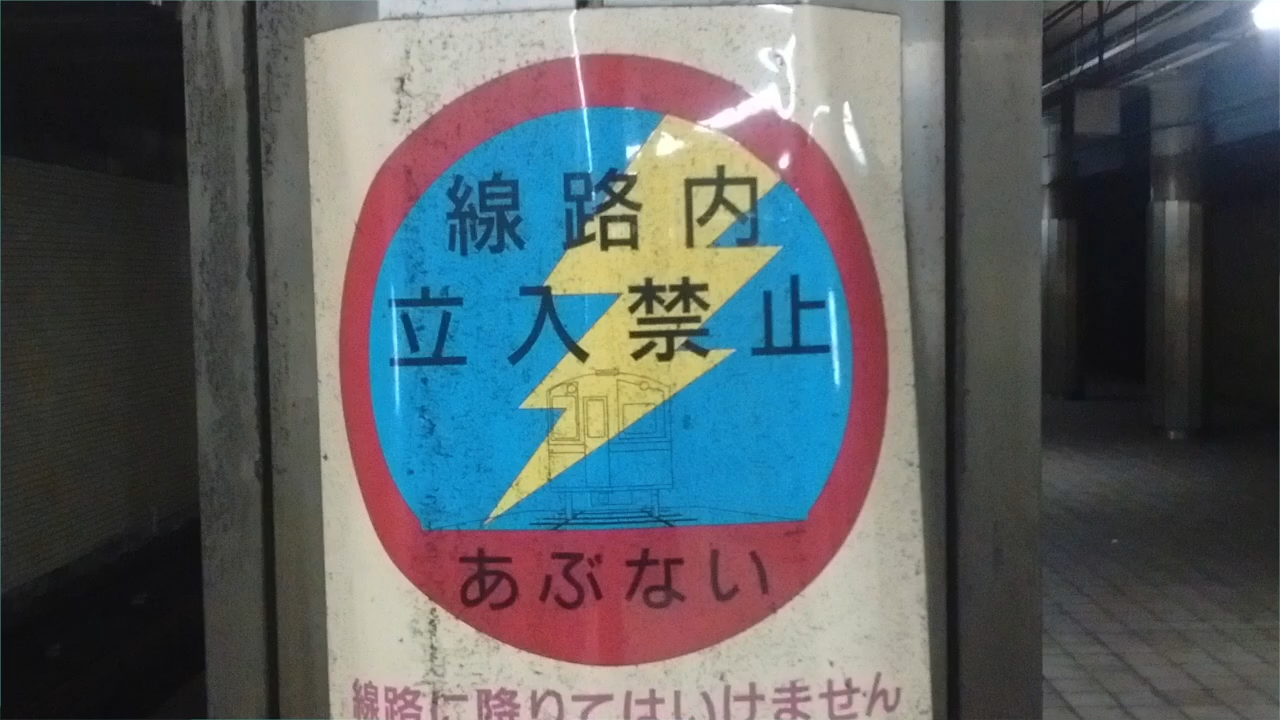 線路内
立入禁止
あぶない
線路に降りてはいけません